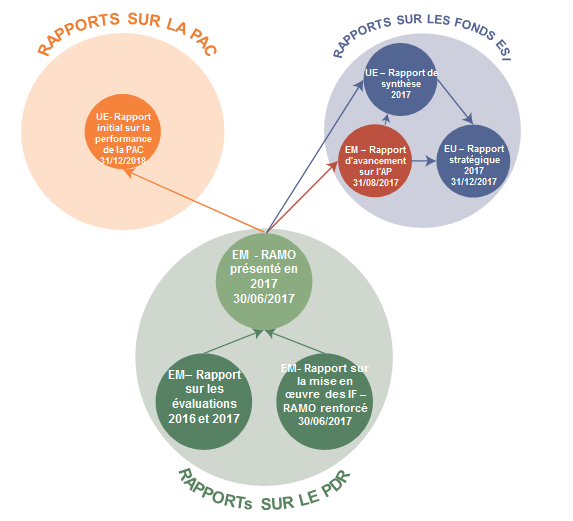 RAPPORTS SUR LA PAC
UE- Rapport
initial sur la
performance
de la PAC
31/12/2018
RAPPORTS SUR LES FONDS ESI
UE – Rapport de
synthèse
2017
EM – Rapport
d'avancement
sur l'AP
31/08/2017
EU – Rapport
stratégique
2017
31/12/2017
EM - RAMO
présenté en
2017
30/06/2017
EM– Rapport
sur les
évaluations
2016 et 2017
EM- Rapport sur
la mise en
œuvre des IF –
RAMO renforcé
30/06/2017
RAPPORTs SUR LE PDR